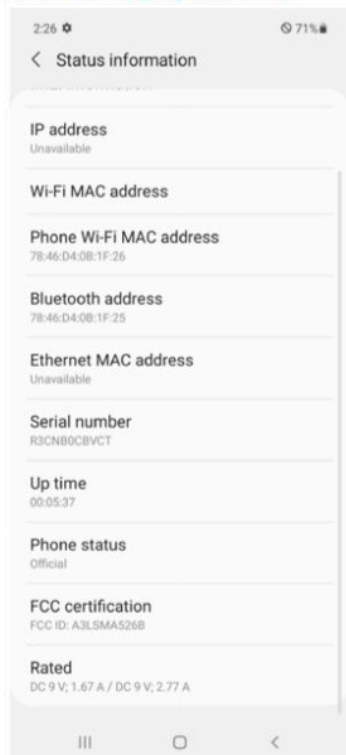 2:26
71%
Status information
IP address
Unavailable
Wi-Fi MAC address
Phone Wi-Fi MAC address
78:46:D4:0B:1F:26
Bluetooth address
78:46:D4:0B:1F:25
Ethernet MAC address
Unavailable
Serial number
R3CNB0CBVCT
Up time
00:05:37
Phone status
Official
FCC certification
FCC ID: A3LSMA526B
Rated
DC 9 V; 1.67 A / DC 9 V; 2.77 A